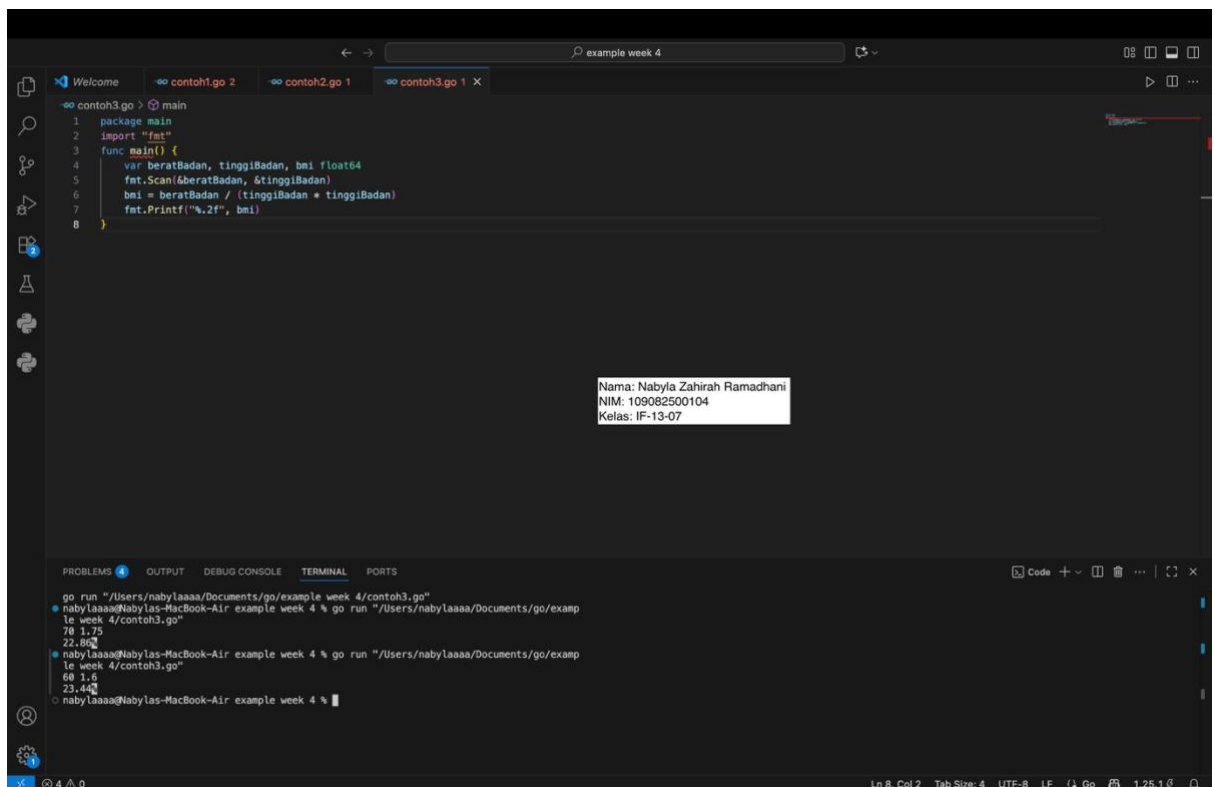 example week 4
Welcome
contoh1.go 2
contoh2.go 1
contoh3.go 1
contoh3.go > main
1 package main
2 import "fmt"
3 func main() {
4 var beratBadan, tinggiBadan, bmi float64
5 fmt.Scan(&beratBadan, &tinggiBadan)
6 bmi = beratBadan / (tinggiBadan * tinggiBadan)
7 fmt.Printf("%.2f", bmi)
8 }
2
Nama: Nabyla Zahirah Ramadhani
NIM: 109082500104
Kelas: IF-13-07
PROBLEMS 4 OUTPUT DEBUG CONSOLE TERMINAL PORTS
Code
go run "/Users/nabylaaaa/Documents/go/example week 4/contoh3.go"
nabylaaaa@Nabylas-MacBook-Air example week 4 % go run "/Users/nabylaaaa/Documents/go/examp
le week 4/contoh3.go"
70 1.75
22.86%
nabylaaaa@Nabylas-MacBook-Air example week 4 % go run "/Users/nabylaaaa/Documents/go/examp
le week 4/contoh3.go"
60 1.6
23.44%
nabylaaaa@Nabylas-MacBook-Air example week 4 %
1
4 0
Ln 8, Col 2 Tab Size: 4 UTF-8 LF Go 1.25.1